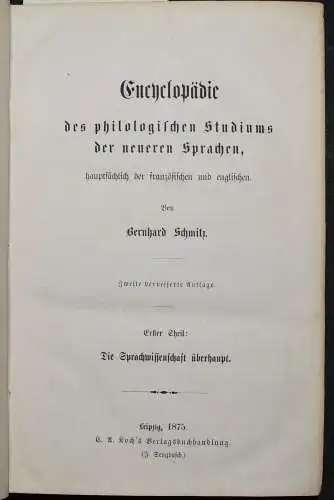 Encyclopädie
des philologischen Studiums
der neueren Sprachen,
hauptsächlich der französischen und englischen.
Von
Bernhard Schmitz.
Zweite verbesserte Auflage.
Erster Theil:
Die Sprachwissenschaft überhaupt.
Leipzig, 1875.
C. A. Koch's Verlagsbuchhandlung.
(J. Sengbusch.)